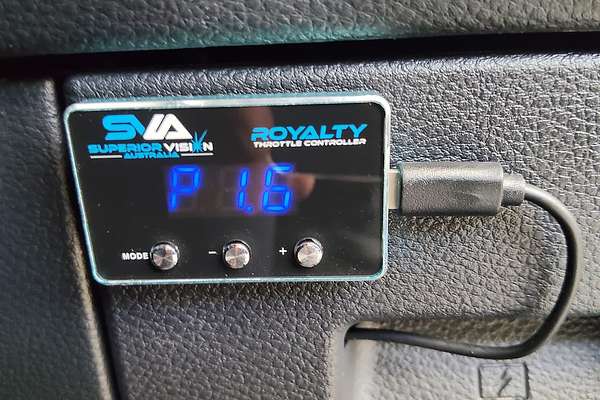 SVA
SUPERIOR VISION
AUSTRALIA
ROYALTY
THROTTLE CONTROLLER
P 1.6
MODE - +